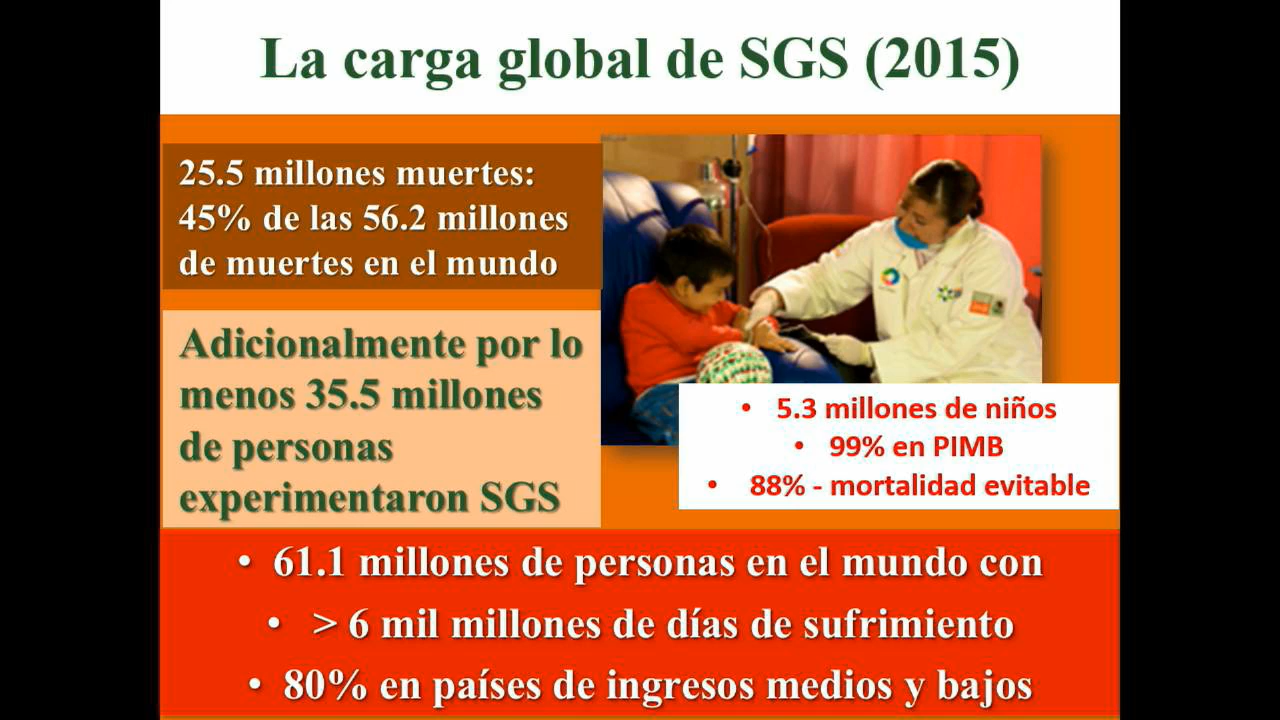 La carga global de SGS (2015)
25.5 millones muertes:
45% de las 56.2 millones
de muertes en el mundo
Adicionalmente por lo
menos 35.5 millones
de personas
experimentaron SGS
• 5.3 millones de niños
• 99% en PIMB
• 88% - mortalidad evitable
• 61.1 millones de personas en el mundo con
• > 6 mil millones de días de sufrimiento
• 80% en países de ingresos medios y bajos